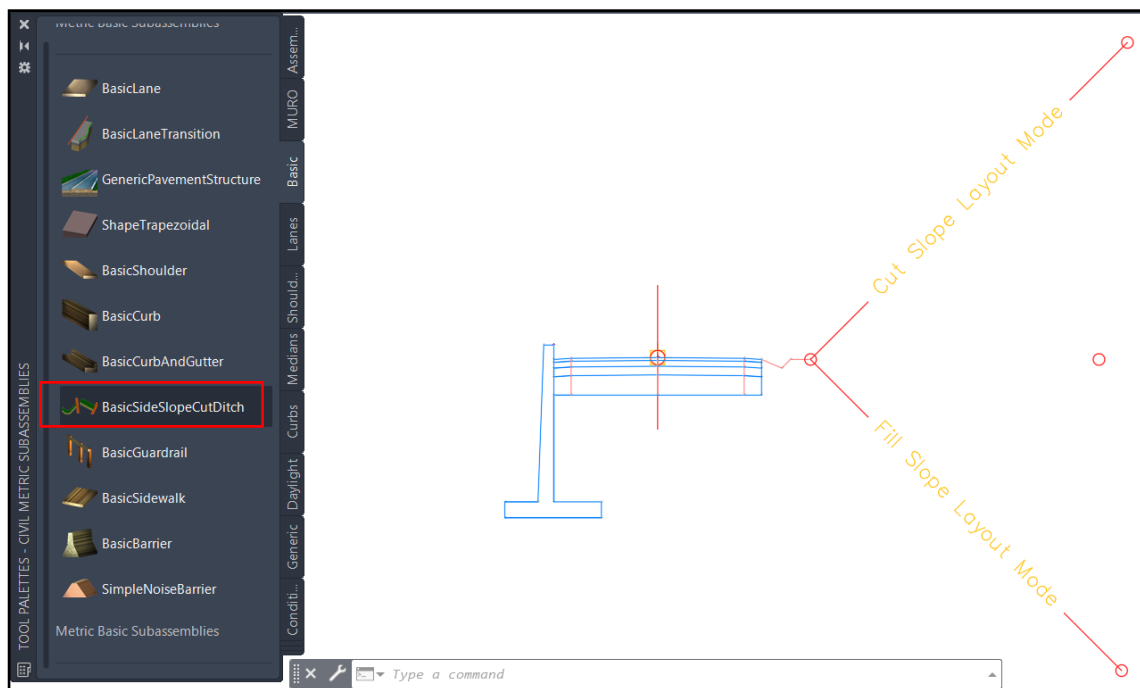 Metric Basic Subassemblies
BasicLane
BasicLaneTransition
GenericPavementStructure
ShapeTrapezoidal
BasicShoulder
BasicCurb
BasicCurbAndGutter
BasicSideSlopeCutDitch
BasicGuardrail
BasicSidewalk
BasicBarrier
SimpleNoiseBarrier
Metric Basic Subassemblies
TOOL PALETTES - CIVIL METRIC SUBASSEMBLIES
Assem...
MURO
Basic
Lanes
Should...
Medians
Curbs
Daylight
Generic
Conditi...
Cut Slope Layout Mode
Fill Slope Layout Mode
Type a command